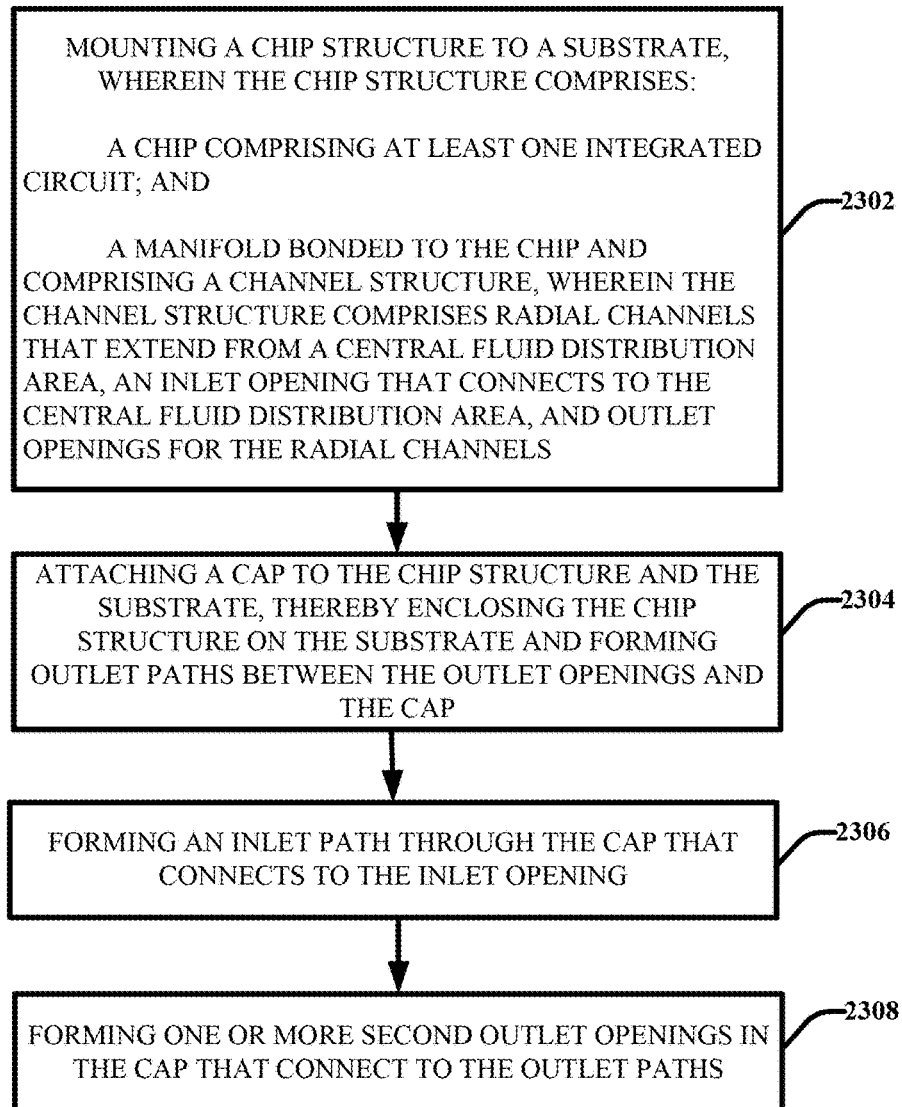 MOUNTING A CHIP STRUCTURE TO A SUBSTRATE,
WHEREIN THE CHIP STRUCTURE COMPRISES:
A CHIP COMPRISING AT LEAST ONE INTEGRATED
CIRCUIT; AND
A MANIFOLD BONDED TO THE CHIP AND
COMPRISING A CHANNEL STRUCTURE, WHEREIN THE
CHANNEL STRUCTURE COMPRISES RADIAL CHANNELS
THAT EXTEND FROM A CENTRAL FLUID DISTRIBUTION
AREA, AN INLET OPENING THAT CONNECTS TO THE
CENTRAL FLUID DISTRIBUTION AREA, AND OUTLET
OPENINGS FOR THE RADIAL CHANNELS
2302
ATTACHING A CAP TO THE CHIP STRUCTURE AND THE
SUBSTRATE, THEREBY ENCLOSING THE CHIP
STRUCTURE ON THE SUBSTRATE AND FORMING
OUTLET PATHS BETWEEN THE OUTLET OPENINGS AND
THE CAP
2304
FORMING AN INLET PATH THROUGH THE CAP THAT
CONNECTS TO THE INLET OPENING
2306
FORMING ONE OR MORE SECOND OUTLET OPENINGS IN
THE CAP THAT CONNECT TO THE OUTLET PATHS
2308